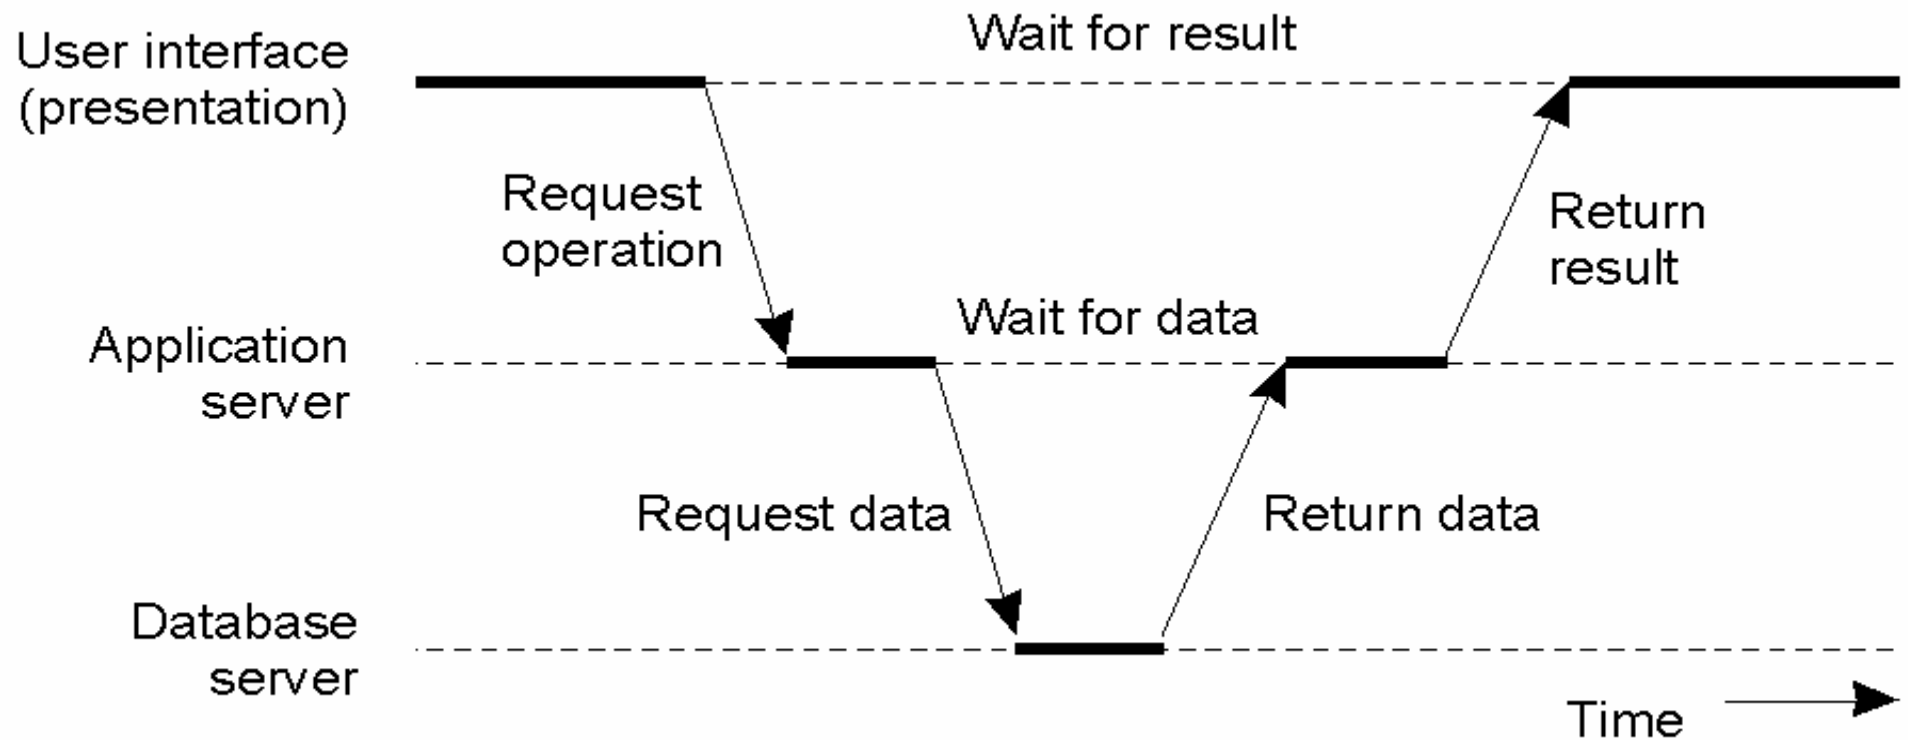 Wait for result
User interface
(presentation)
Request
operation
Return
result
Wait for data
Application
server
Request data
Return data
Database
server
Time